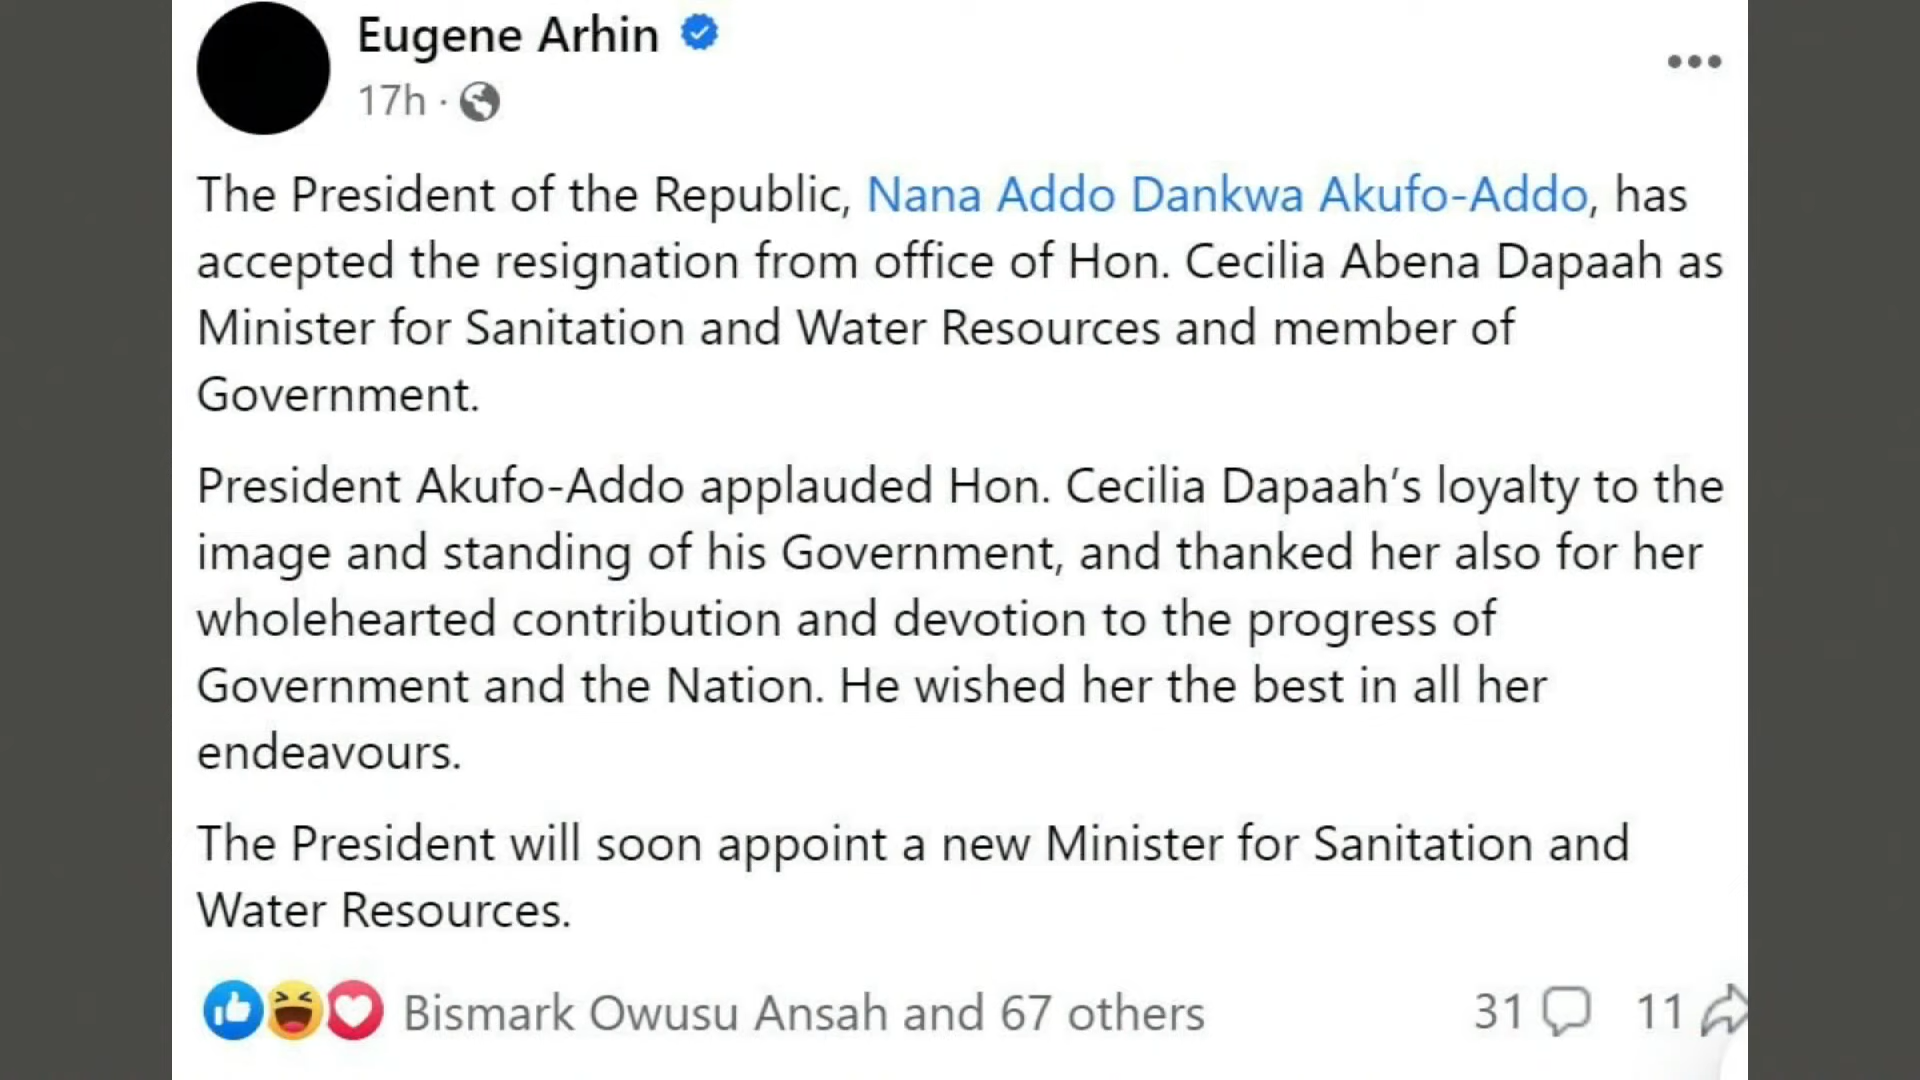 Eugene Arhin
17h ·
The President of the Republic, Nana Addo Dankwa Akufo-Addo, has
accepted the resignation from office of Hon. Cecilia Abena Dapaah as
Minister for Sanitation and Water Resources and member of
Government.
President Akufo-Addo applauded Hon. Cecilia Dapaah’s loyalty to the
image and standing of his Government, and thanked her also for her
wholehearted contribution and devotion to the progress of
Government and the Nation. He wished her the best in all her
endeavours.
The President will soon appoint a new Minister for Sanitation and
Water Resources.
Bismark Owusu Ansah and 67 others 31 11